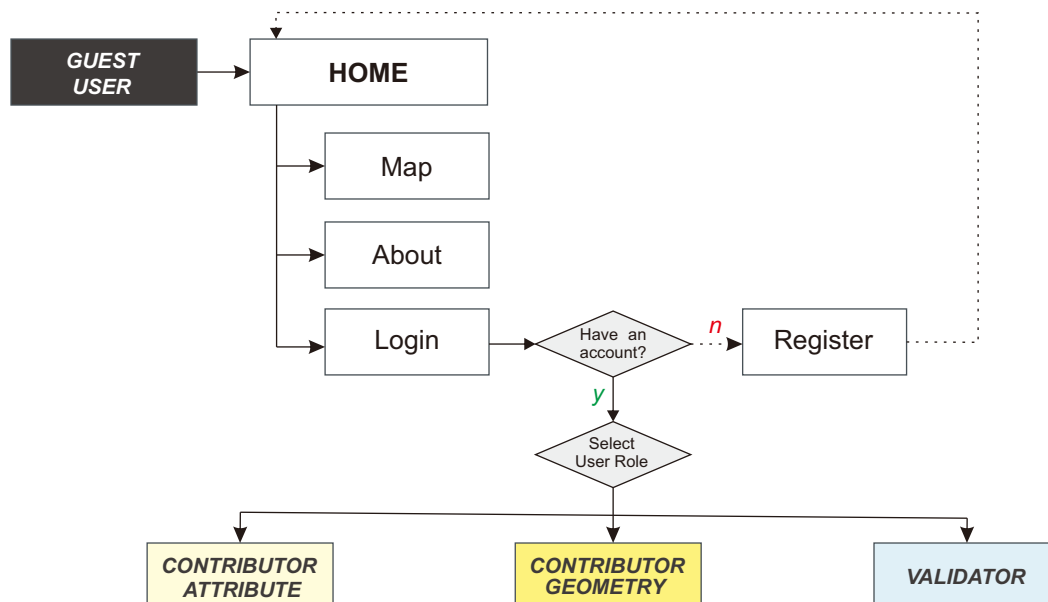 GUEST
USER
HOME
Map
About
Login
Have an
account?
n
Register
y
Select
User Role
CONTRIBUTOR
ATTRIBUTE
CONTRIBUTOR
GEOMETRY
VALIDATOR